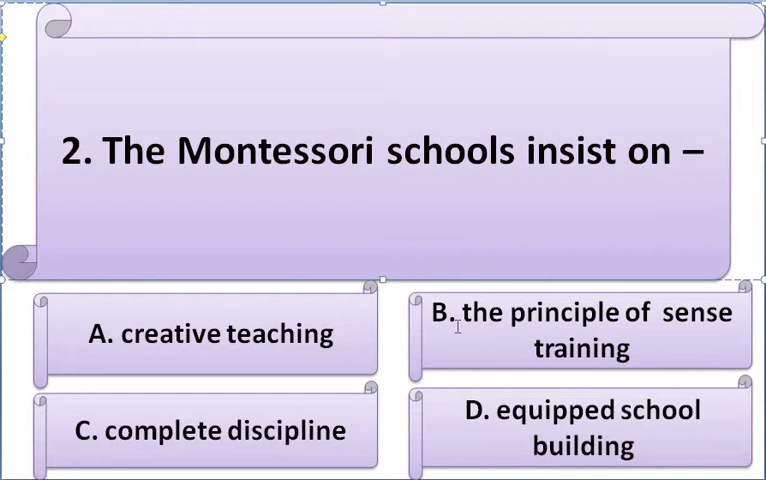 2. The Montessori schools insist on –
A. creative teaching
B. the principle of sense
training
C. complete discipline
D. equipped school
building